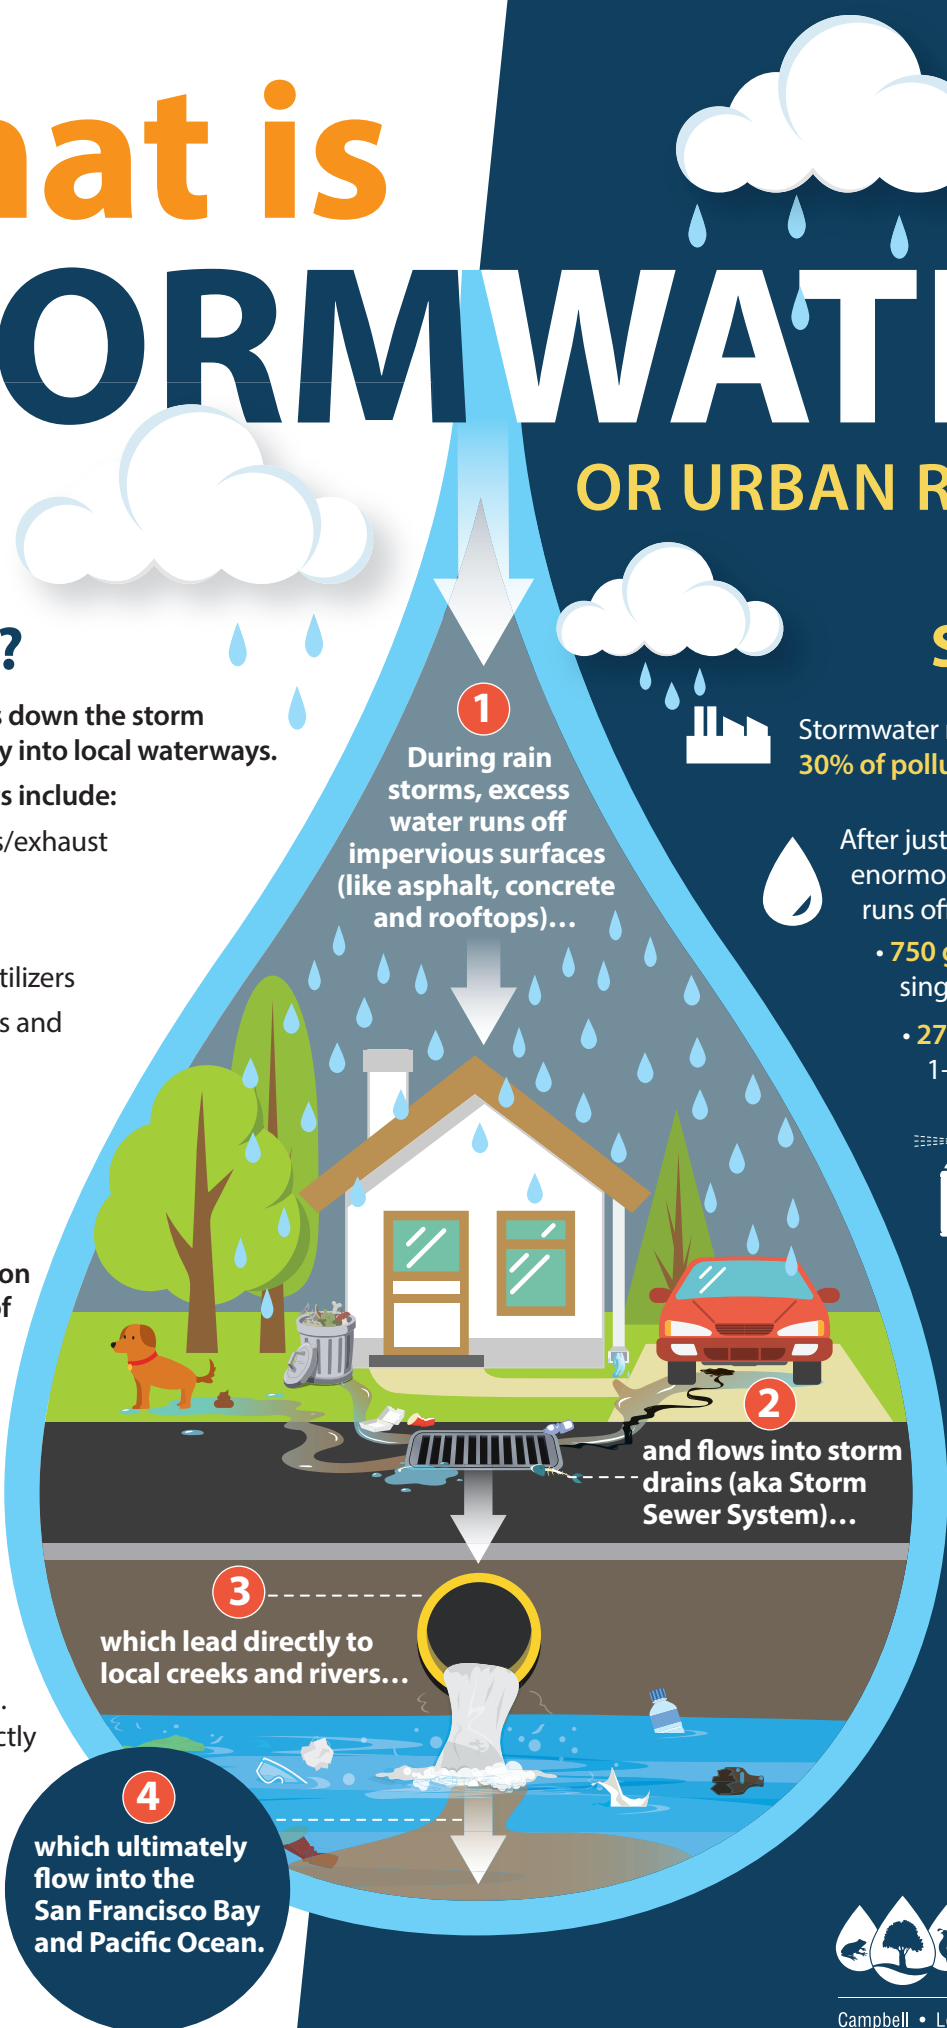 hat is
ORMWATE
OR URBAN R
?
s down the storm
y into local waterways.
s include:
s/exhaust
tilizers
s and
on
of
.
ctly
1
During rain
storms, excess
water runs off
impervious surfaces
(like asphalt, concrete
and rooftops)…
2
and flows into storm
drains (aka Storm
Sewer System)…
3
which lead directly to
local creeks and rivers…
4
which ultimately
flow into the
San Francisco Bay
and Pacific Ocean.
S
Stormwater
30% of pollu
After just
enormo
runs off
• 750 g
sing
• 27
1-
Campbell • L